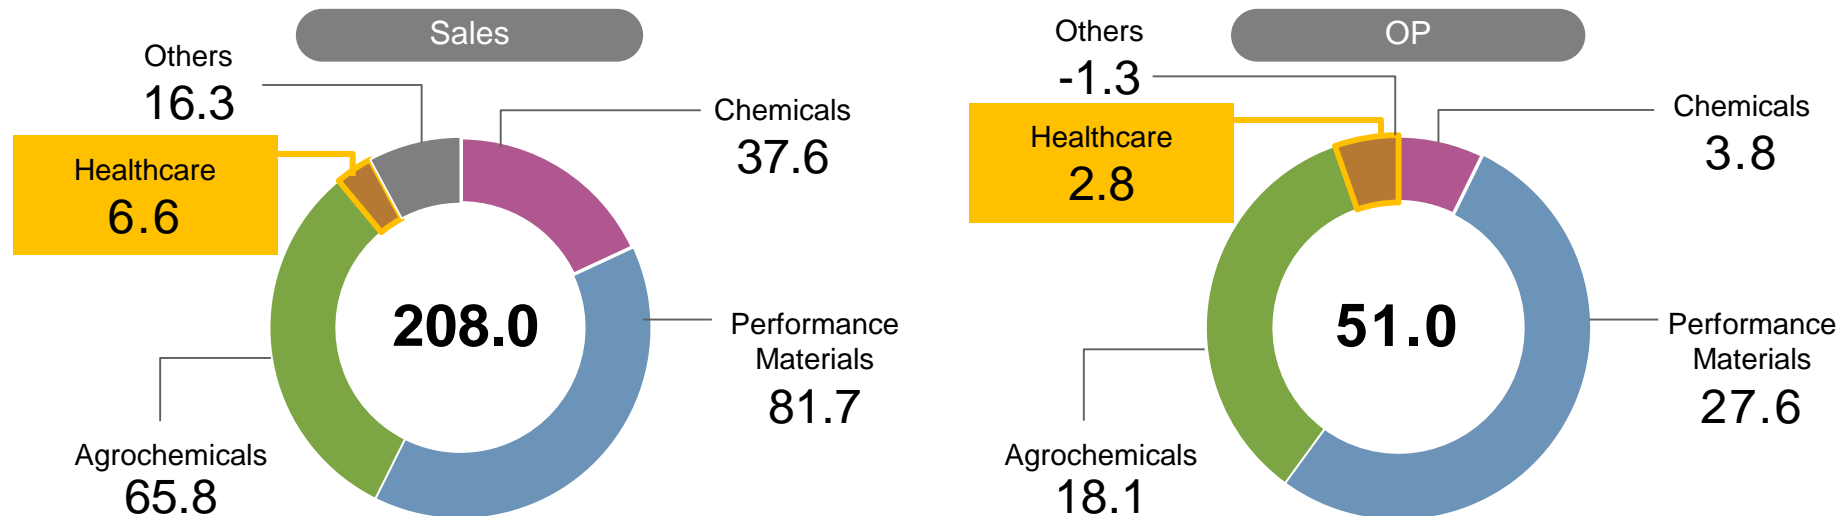 Sales
Others
16.3
Chemicals
37.6
Healthcare
6.6
208.0
Performance
Materials
81.7
Agrochemicals
65.8
OP
Others
-1.3
Chemicals
3.8
Healthcare
2.8
51.0
Performance
Materials
27.6
Agrochemicals
18.1